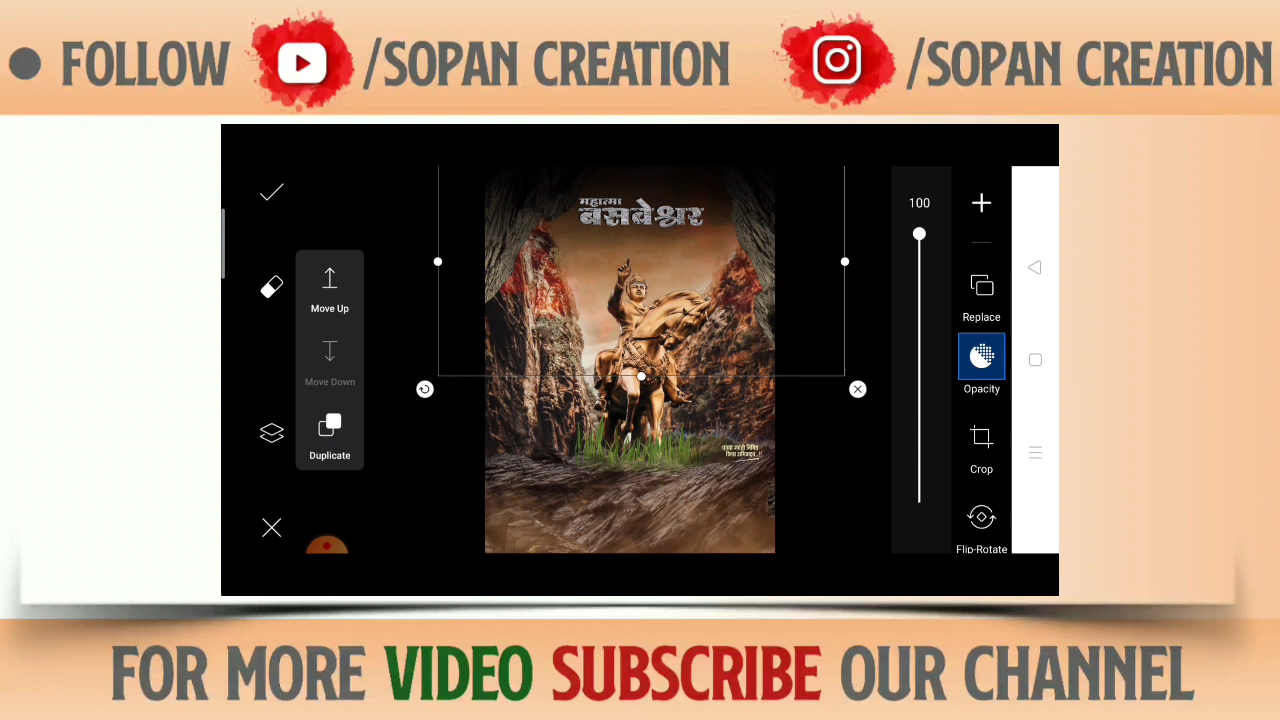 FOLLOW /SOPAN CREATION /SOPAN CREATION
100
Move Up
Move Down
Duplicate
Replace
Opacity
Crop
Flip-Rotate
महात्मा
बसवेश्वर
FOR MORE VIDEO SUBSCRIBE OUR CHANNEL